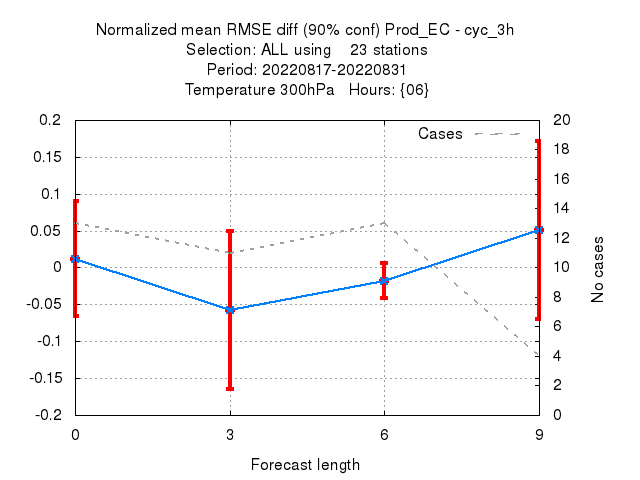 Normalized mean RMSE diff (90% conf) Prod_EC - cyc_3h
Selection: ALL using    23 stations
Period: 20220817-20220831
Temperature 300hPa   Hours: {06}
Cases
0.2
0.15
0.1
0.05
0
-0.05
-0.1
-0.15
-0.2
20
18
16
14
12
10
8
6
4
2
0
No cases
0 3 6 9
Forecast length